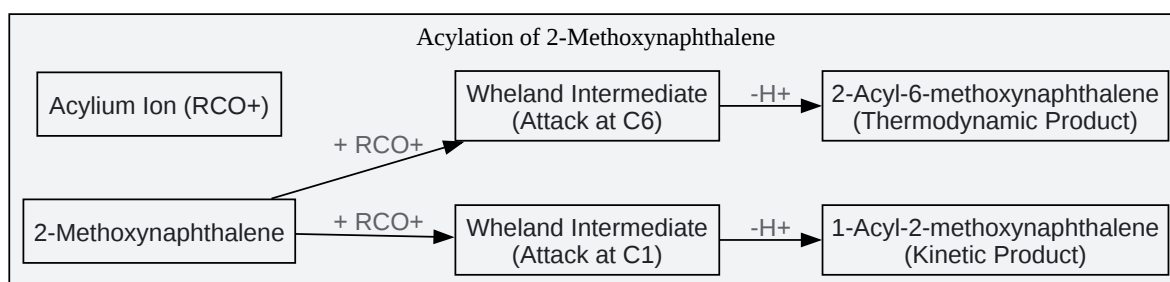 Acylation of 2-Methoxynaphthalene
Acylium Ion (RCO+)
Wheland Intermediate
(Attack at C6)
-H+
2-Acyl-6-methoxynaphthalene
(Thermodynamic Product)
+ RCO+
2-Methoxynaphthalene
+ RCO+
Wheland Intermediate
(Attack at C1)
-H+
1-Acyl-2-methoxynaphthalene
(Kinetic Product)